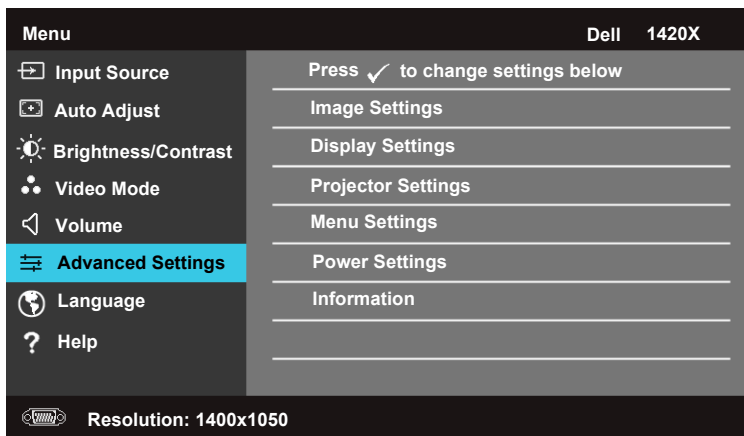 Menu
Dell 1420X
Input Source
Auto Adjust
Brightness/Contrast
Video Mode
Volume
Advanced Settings
Language
? Help
Press ✓ to change settings below
Image Settings
Display Settings
Projector Settings
Menu Settings
Power Settings
Information
Resolution: 1400x1050